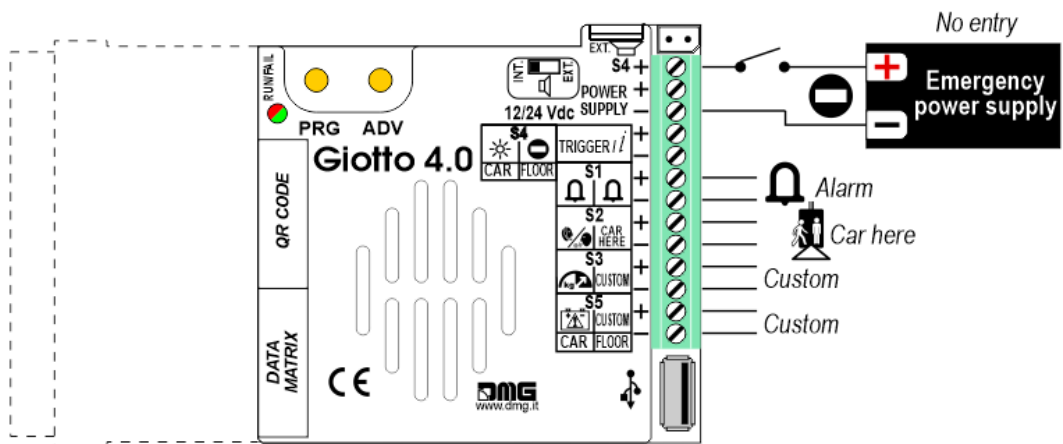 No entry
EXT.
S4 +
INT.
EXT.
POWER
SUPPLY
+
-
12/24 Vdc
+
Emergency
power supply
-
RUN/FAIL
PRG ADV
S4
CAR FLOOR
TRIGGER / i
+
-
Giotto 4.0
QR CODE
S1
+
-
Alarm
S2
CAR
HERE
+
-
Car here
S3
kg
CUSTOM
+
-
Custom
S5
CUSTOM
+
-
Custom
CAR FLOOR
DATA
MATRIX
CE
DMG
www.dmg.it